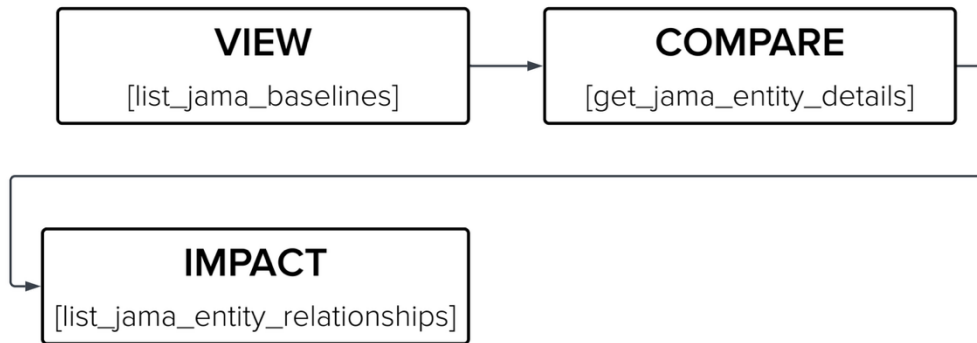 VIEW
[list_jama_baselines]
COMPARE
[get_jama_entity_details]
IMPACT
[list_jama_entity_relationships]